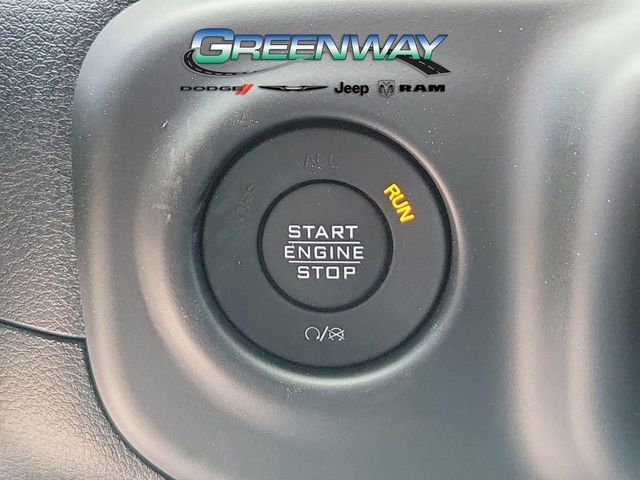 GREENWAY
DODGE Jeep RAM
ACC
OFF
RUN
START
ENGINE
STOP